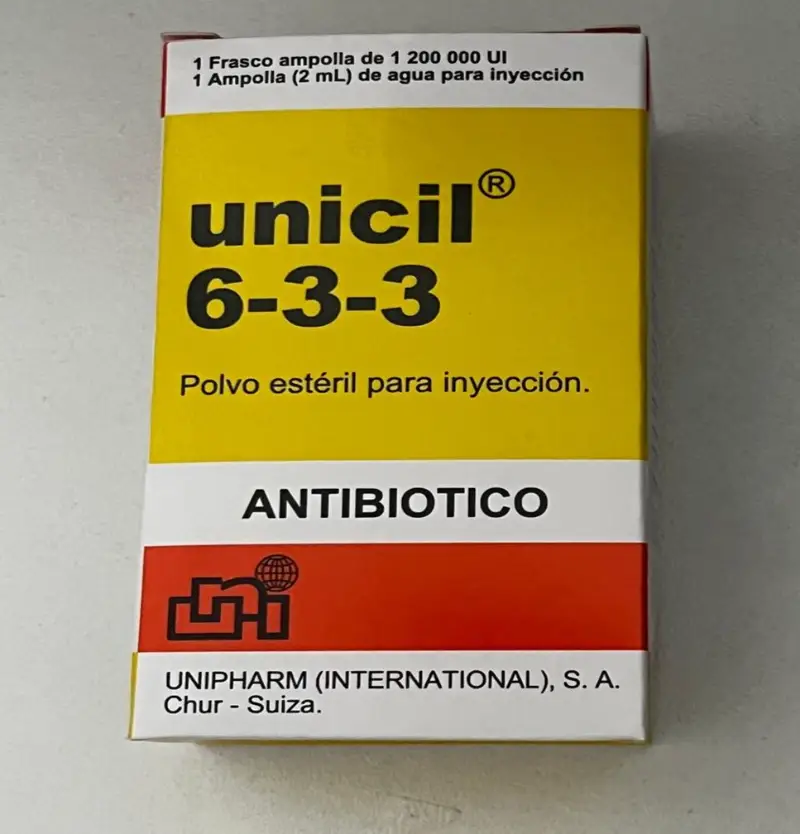 1 Frasco ampolla de 1 200 000 UI
1 Ampolla (2 mL) de agua para inyección
unicil®
6-3-3
Polvo estéril para inyección.
ANTIBIOTICO
uni
UNIPHARM (INTERNATIONAL), S. A.
Chur - Suiza.